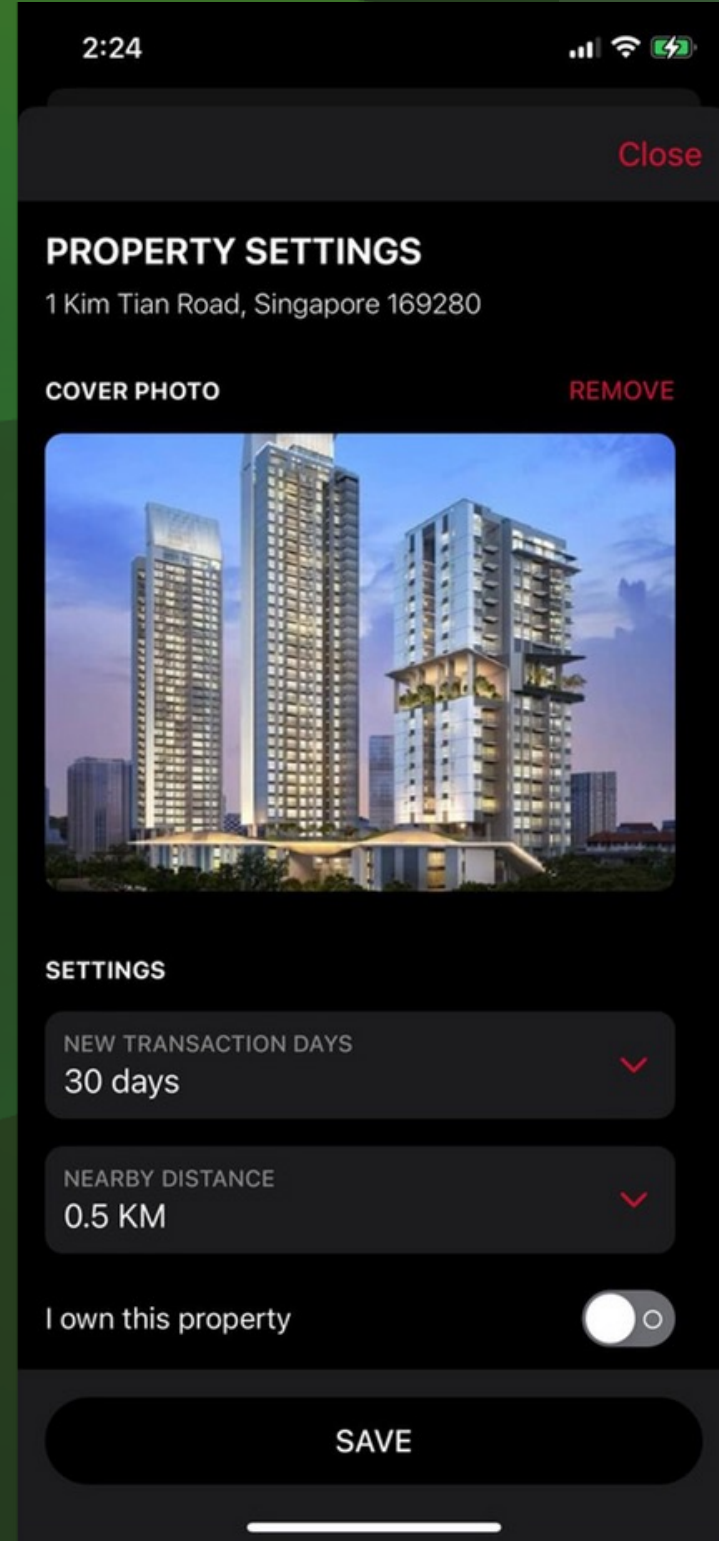 2:24
Close
PROPERTY SETTINGS
1 Kim Tian Road, Singapore 169280
COVER PHOTO
REMOVE
SETTINGS
NEW TRANSACTION DAYS
30 days
NEARBY DISTANCE
0.5 KM
I own this property
SAVE